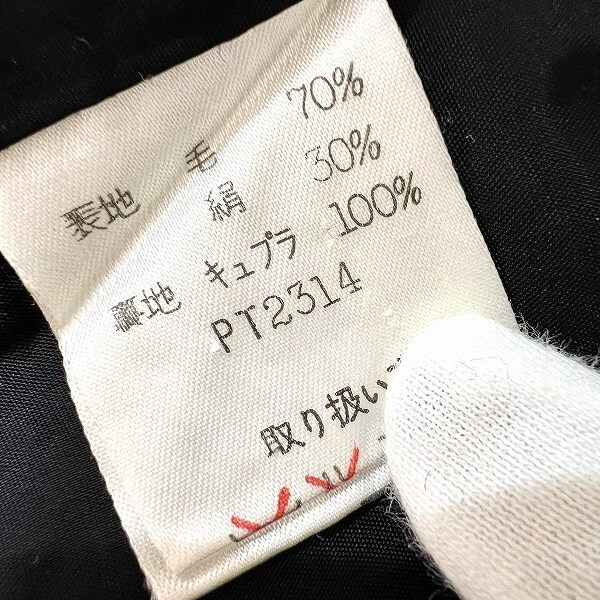 表地 毛 70%
絹 30%
裏地 キュプラ 100%
PT2314
取り扱い